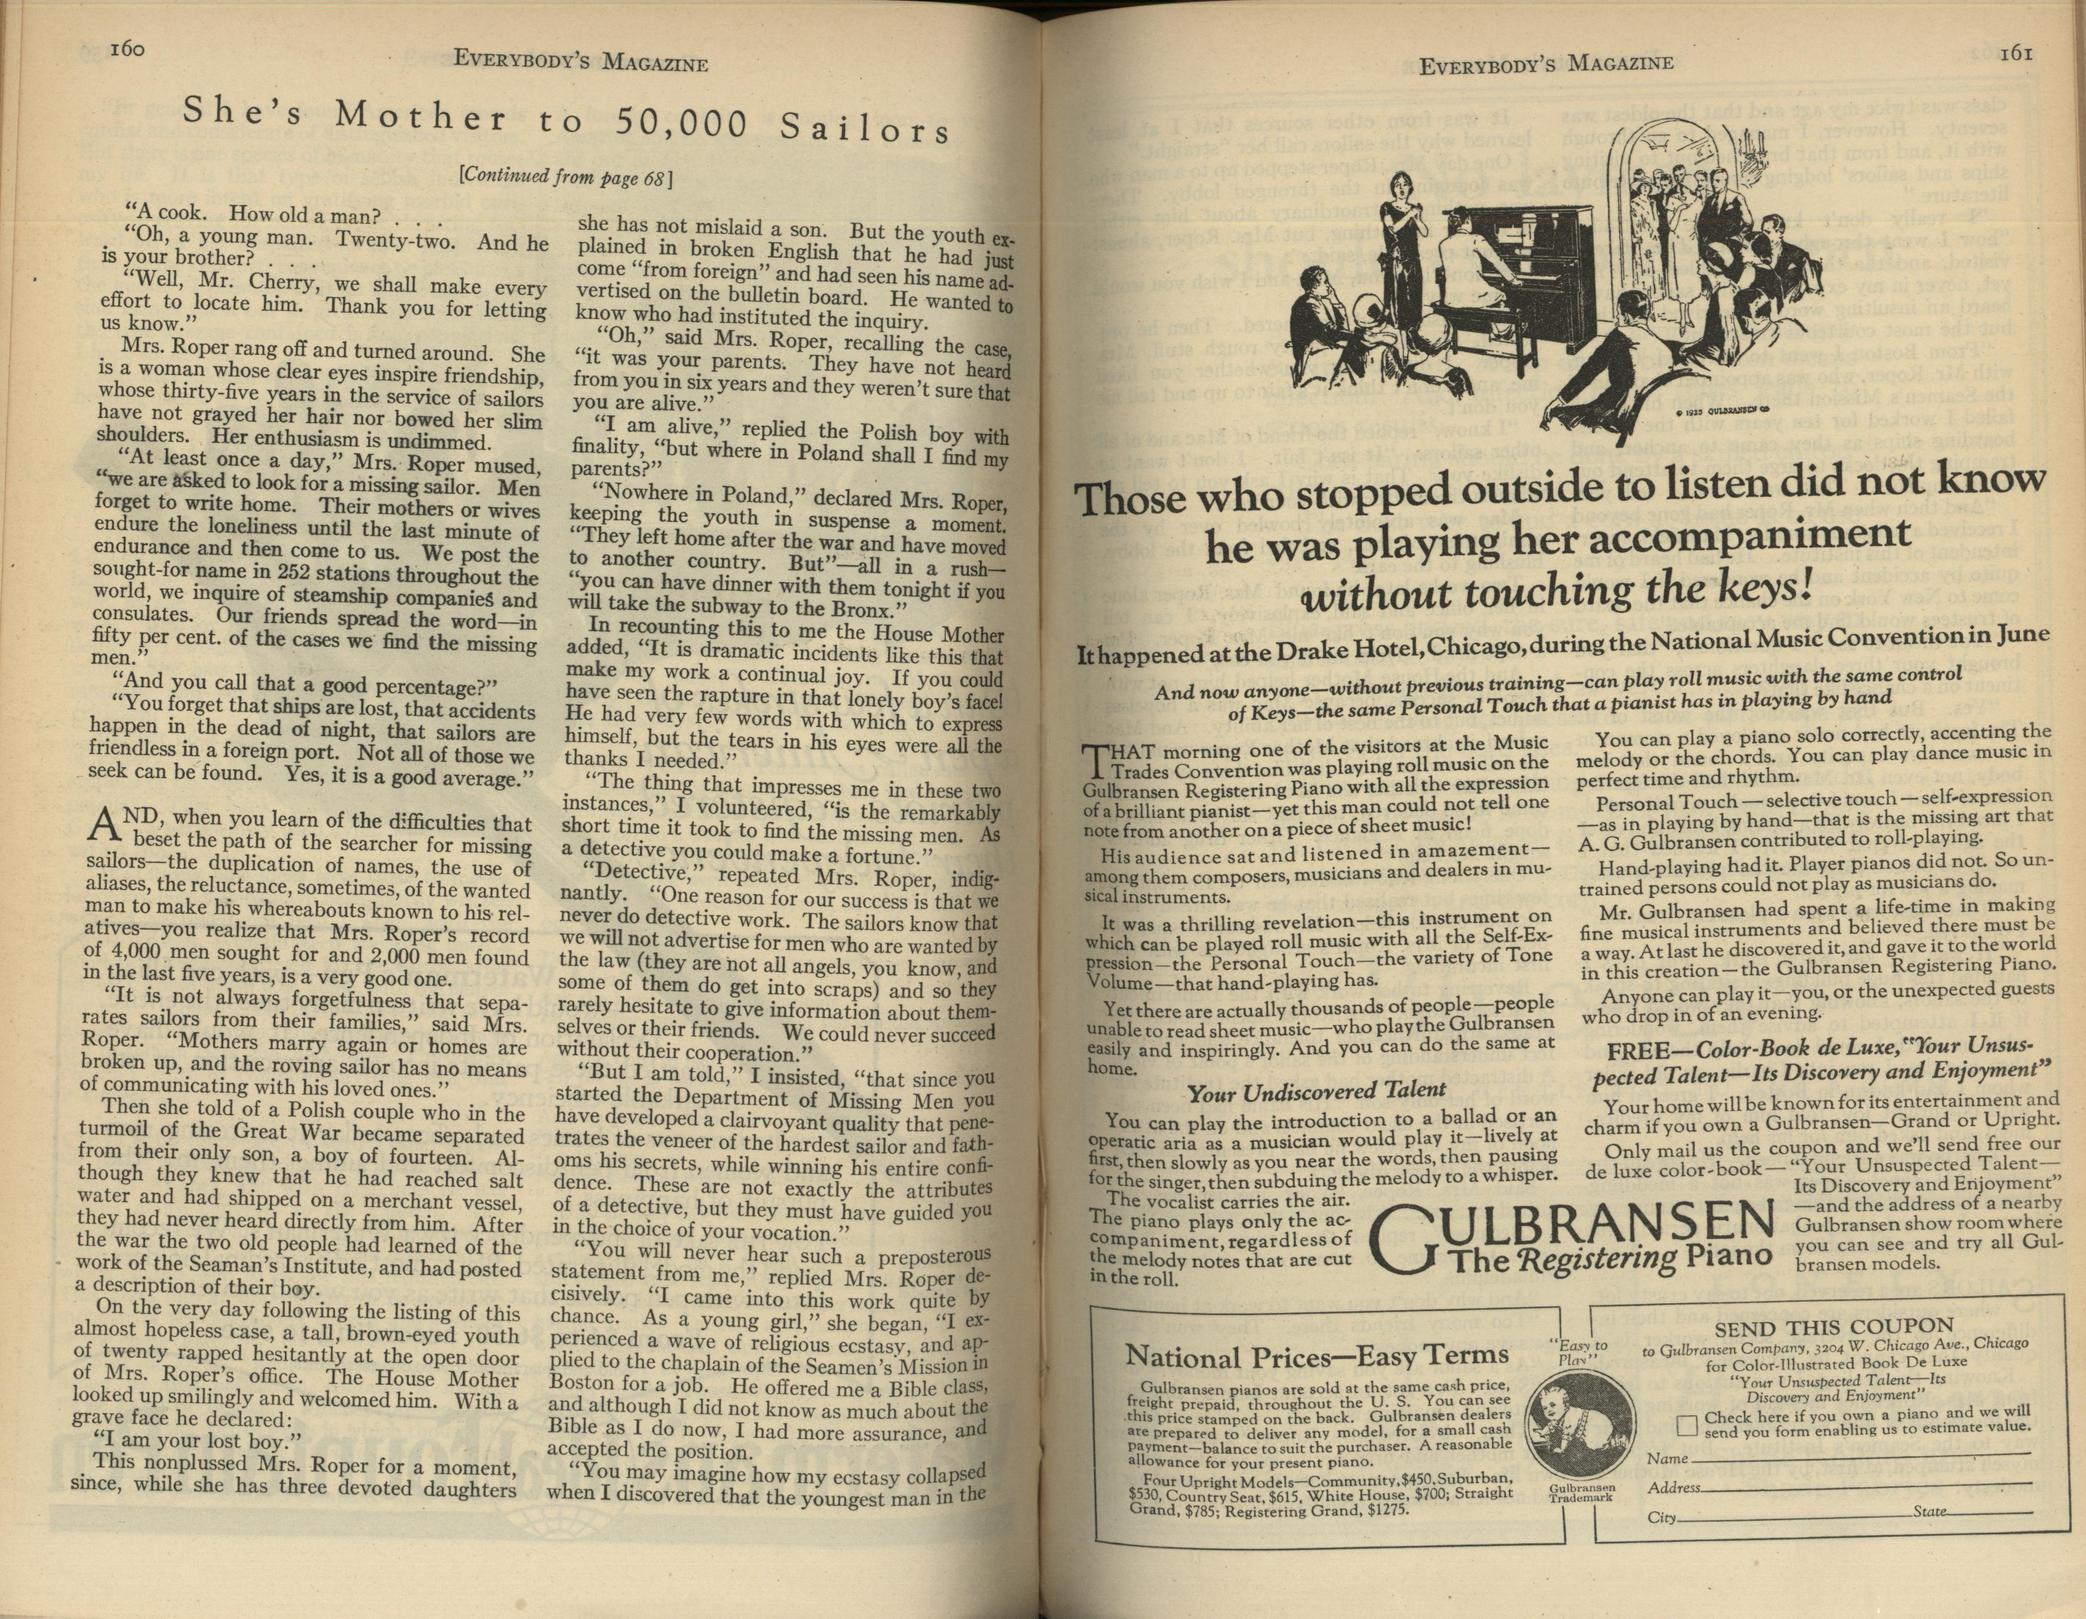 160
EVERYBODY'S MAGAZINE
She's Mother to 50,000 Sailors
[Continued from page 68]
"A cook. How old a man? . . .
"Oh, a young man. Twenty-two. And he
is your brother? . . .
"Well, Mr. Cherry, we shall make every
effort to locate him. Thank you for letting
us know."
Mrs. Roper rang off and turned around. She
is a woman whose clear eyes inspire friendship,
whose thirty-five years in the service of sailors
have not grayed her hair nor bowed her slim
shoulders. Her enthusiasm is undimmed.
"At least once a day," Mrs. Roper mused,
"we are asked to look for a missing sailor. Men
forget to write home. Their mothers or wives
endure the loneliness until the last minute of
endurance and then come to us. We post the
sought-for name in 252 stations throughout the
world, we inquire of steamship companies and
consulates. Our friends spread the word—in
fifty per cent. of the cases we find the missing
men."
"And you call that a good percentage?"
"You forget that ships are lost, that accidents
happen in the dead of night, that sailors are
friendless in a foreign port. Not all of those we
seek can be found. Yes, it is a good average."
AND, when you learn of the difficulties that
beset the path of the searcher for missing
sailors—the duplication of names, the use of
aliases, the reluctance, sometimes, of the wanted
man to make his whereabouts known to his rel-
atives—you realize that Mrs. Roper's record
of 4,000 men sought for and 2,000 men found
in the last five years, is a very good one.
"It is not always forgetfulness that sepa-
rates sailors from their families," said Mrs.
Roper. "Mothers marry again or homes are
broken up, and the roving sailor has no means
of communicating with his loved ones."
Then she told of a Polish couple who in the
turmoil of the Great War became separated
from their only son, a boy of fourteen. Al-
though they knew that he had reached salt
water and had shipped on a merchant vessel,
they had never heard directly from him. After
the war the two old people had learned of the
work of the Seaman's Institute, and had posted
a description of their boy.
On the very day following the listing of this
almost hopeless case, a tall, brown-eyed youth
of twenty rapped hesitantly at the open door
of Mrs. Roper's office. The House Mother
looked up smilingly and welcomed him. With a
grave face he declared:
"I am your lost boy."
This nonplussed Mrs. Roper for a moment,
since, while she has three devoted daughters
she has not mislaid a son. But the youth ex-
plained in broken English that he had just
come "from foreign" and had seen his name ad-
vertised on the bulletin board. He wanted to
know who had instituted the inquiry.
"Oh," said Mrs. Roper, recalling the case,
"it was your parents. They have not heard
from you in six years and they weren't sure that
you are alive."
"I am alive," replied the Polish boy with
finality, "but where in Poland shall I find my
parents?"
"Nowhere in Poland," declared Mrs. Roper,
keeping the youth in suspense a moment.
"They left home after the war and have moved
to another country. But"—all in a rush—
"you can have dinner with them tonight if you
will take the subway to the Bronx."
In recounting this to me the House Mother
added, "It is dramatic incidents like this that
make my work a continual joy. If you could
have seen the rapture in that lonely boy's face!
He had very few words with which to express
himself, but the tears in his eyes were all the
thanks I needed."
"The thing that impresses me in these two
instances," I volunteered, "is the remarkably
short time it took to find the missing men. As
a detective you could make a fortune."
"Detective," repeated Mrs. Roper, indig-
nantly. "One reason for our success is that we
never do detective work. The sailors know that
we will not advertise for men who are wanted by
the law (they are not all angels, you know, and
some of them do get into scraps) and so they
rarely hesitate to give information about them-
selves or their friends. We could never succeed
without their cooperation."
"But I am told," I insisted, "that since you
started the Department of Missing Men you
have developed a clairvoyant quality that pene-
trates the veneer of the hardest sailor and fath-
oms his secrets, while winning his entire confi-
dence. These are not exactly the attributes
of a detective, but they must have guided you
in the choice of your vocation."
"You will never hear such a preposterous
statement from me," replied Mrs. Roper de-
cisively. "I came into this work quite by
chance. As a young girl," she began, "I ex-
perienced a wave of religious ecstasy, and ap-
plied to the chaplain of the Seamen's Mission in
Boston for a job. He offered me a Bible class,
and although I did not know as much about the
Bible as I do now, I had more assurance, and
accepted the position.
"You may imagine how my ecstasy collapsed
when I discovered that the youngest man in the
EVERYBODY'S MAGAZINE
161
© 1925 GULBRANSEN CO
Those who stopped outside to listen did not know
he was playing her accompaniment
without touching the keys!
It happened at the Drake Hotel, Chicago, during the National Music Convention in June
And now anyone—without previous training—can play roll music with the same control
of Keys—the same Personal Touch that a pianist has in playing by hand
THAT morning one of the visitors at the Music
Trades Convention was playing roll music on the
Gulbransen Registering Piano with all the expression
of a brilliant pianist—yet this man could not tell one
note from another on a piece of sheet music!
His audience sat and listened in amazement—
among them composers, musicians and dealers in mu-
sical instruments.
It was a thrilling revelation—this instrument on
which can be played roll music with all the Self-Ex-
pression—the Personal Touch—the variety of Tone
Volume—that hand-playing has.
Yet there are actually thousands of people—people
unable to read sheet music—who play the Gulbransen
easily and inspiringly. And you can do the same at
home.
Your Undiscovered Talent
You can play the introduction to a ballad or an
operatic aria as a musician would play it—lively at
first, then slowly as you near the words, then pausing
for the singer, then subduing the melody to a whisper.
The vocalist carries the air.
The piano plays only the ac-
companiment, regardless of
the melody notes that are cut
in the roll.
You can play a piano solo correctly, accenting the
melody or the chords. You can play dance music in
perfect time and rhythm.
Personal Touch—selective touch—self-expression
—as in playing by hand—that is the missing art that
A. G. Gulbransen contributed to roll-playing.
Hand-playing had it. Player pianos did not. So un-
trained persons could not play as musicians do.
Mr. Gulbransen had spent a life-time in making
fine musical instruments and believed there must be
a way. At last he discovered it, and gave it to the world
in this creation—the Gulbransen Registering Piano.
Anyone can play it—you, or the unexpected guests
who drop in of an evening.
FREE—Color-Book de Luxe, "Your Unsus-
pected Talent—Its Discovery and Enjoyment"
Your home will be known for its entertainment and
charm if you own a Gulbransen—Grand or Upright.
Only mail us the coupon and we'll send free our
de luxe color-book—"Your Unsuspected Talent—
Its Discovery and Enjoyment"
—and the address of a nearby
Gulbransen show room where
you can see and try all Gul-
bransen models.
GULBRANSEN
The Registering Piano
National Prices—Easy Terms
Gulbransen pianos are sold at the same cash price,
freight prepaid, throughout the U. S. You can see
this price stamped on the back. Gulbransen dealers
are prepared to deliver any model, for a small cash
payment—balance to suit the purchaser. A reasonable
allowance for your present piano.
Four Upright Models—Community, $450, Suburban,
$530, Country Seat, $615, White House, $700; Straight
Grand, $785; Registering Grand, $1275.
"Easy to
Play"
Gulbransen
Trademark
SEND THIS COUPON
to Gulbransen Company, 3204 W. Chicago Ave., Chicago
for Color-Illustrated Book De Luxe
"Your Unsuspected Talent—Its
Discovery and Enjoyment"
Check here if you own a piano and we will
send you form enabling us to estimate value.
Name
Address
City State